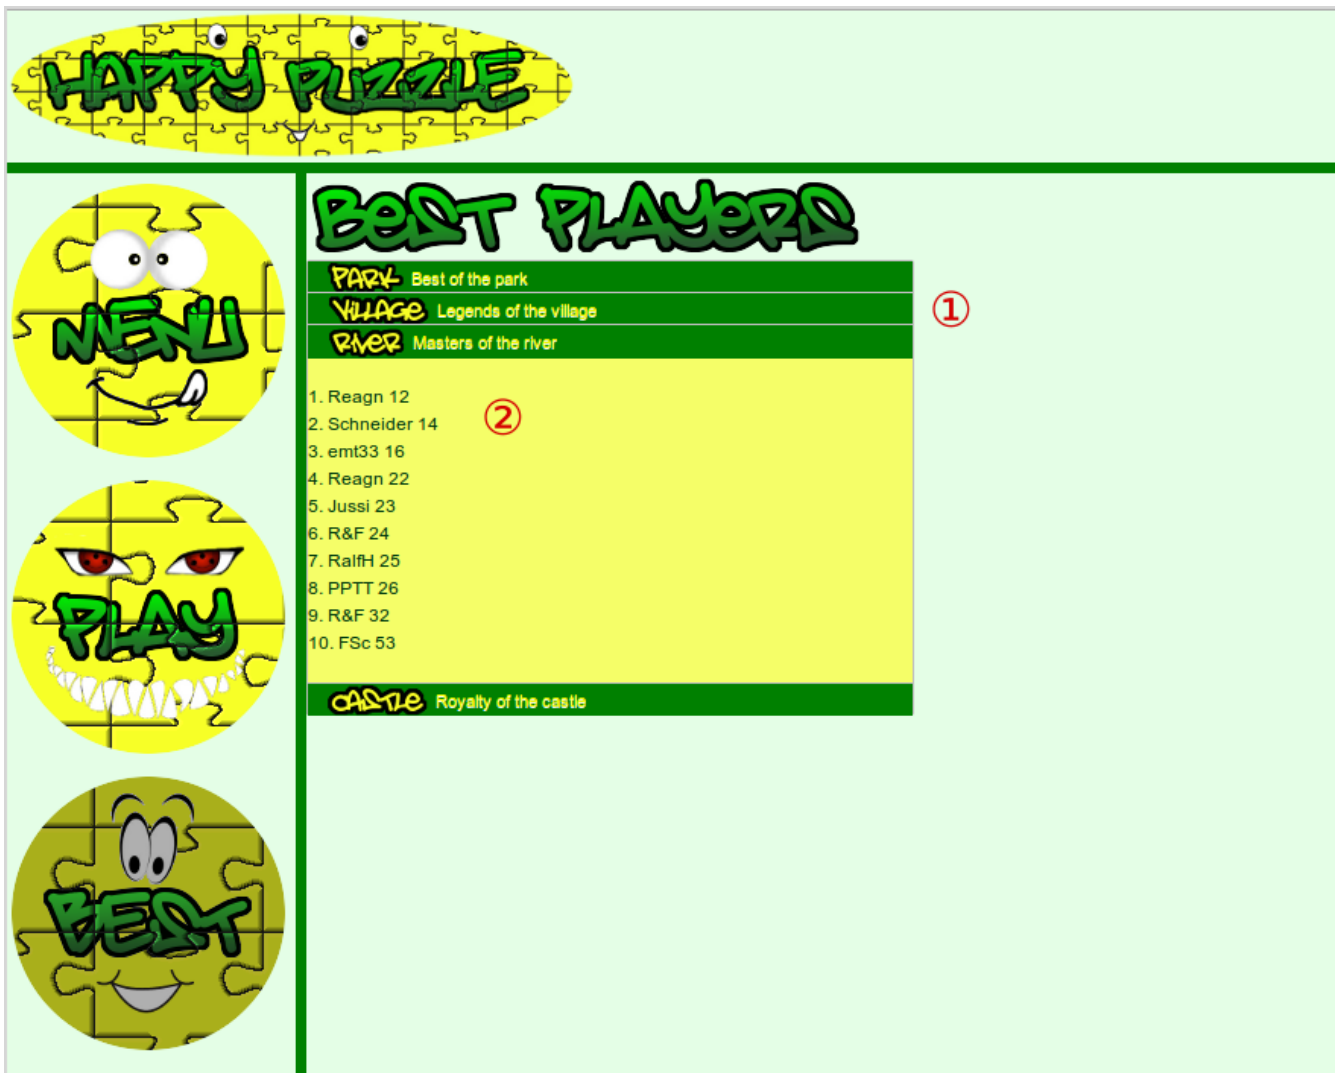 HAPPY PUZZLE
MENU
PLAY
BEST
BEST PLAYERS
PARK Best of the park
VILLAGE Legends of the village
①
RIVER Masters of the river
1. Reagn 12
2. Schneider 14
②
3. emt33 16
4. Reagn 22
5. Jussi 23
6. R&F 24
7. RalfH 25
8. PPTT 26
9. R&F 32
10. FSc 53
CASTLE Royalty of the castle